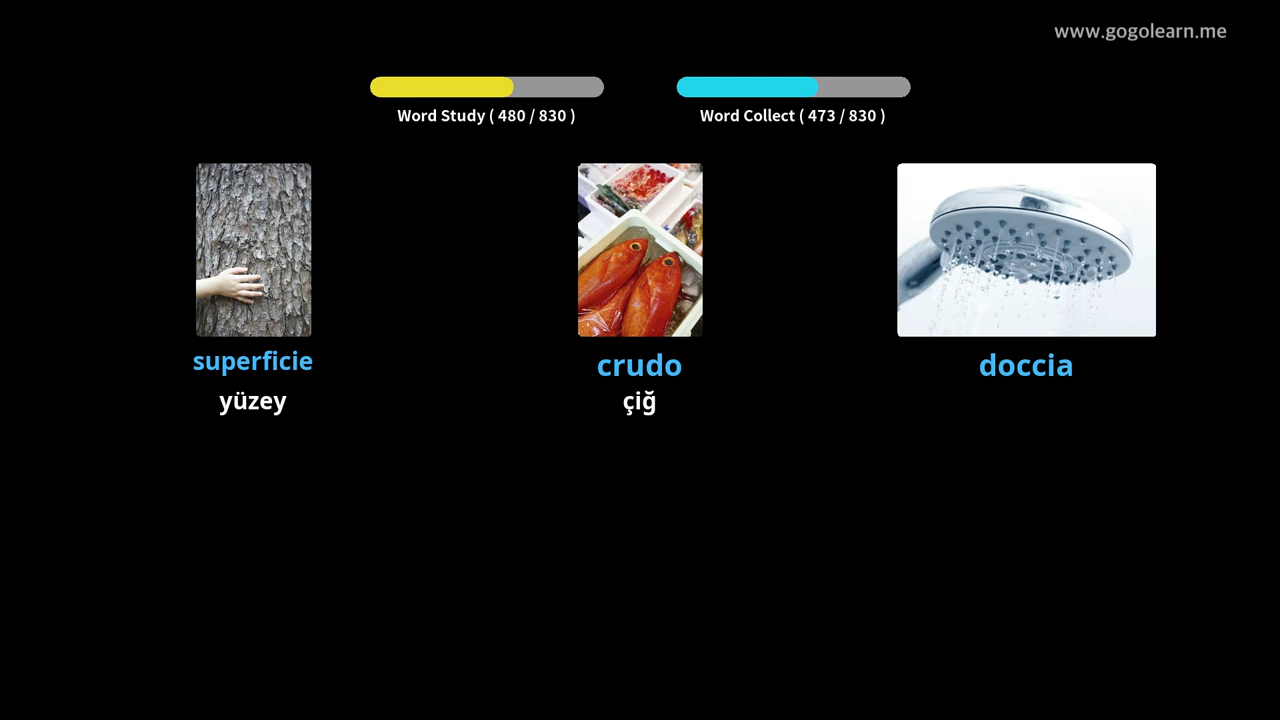 www.gogolearn.me
Word Study ( 480 / 830 )
Word Collect ( 473 / 830 )
superficie
yüzey
crudo
çiğ
doccia